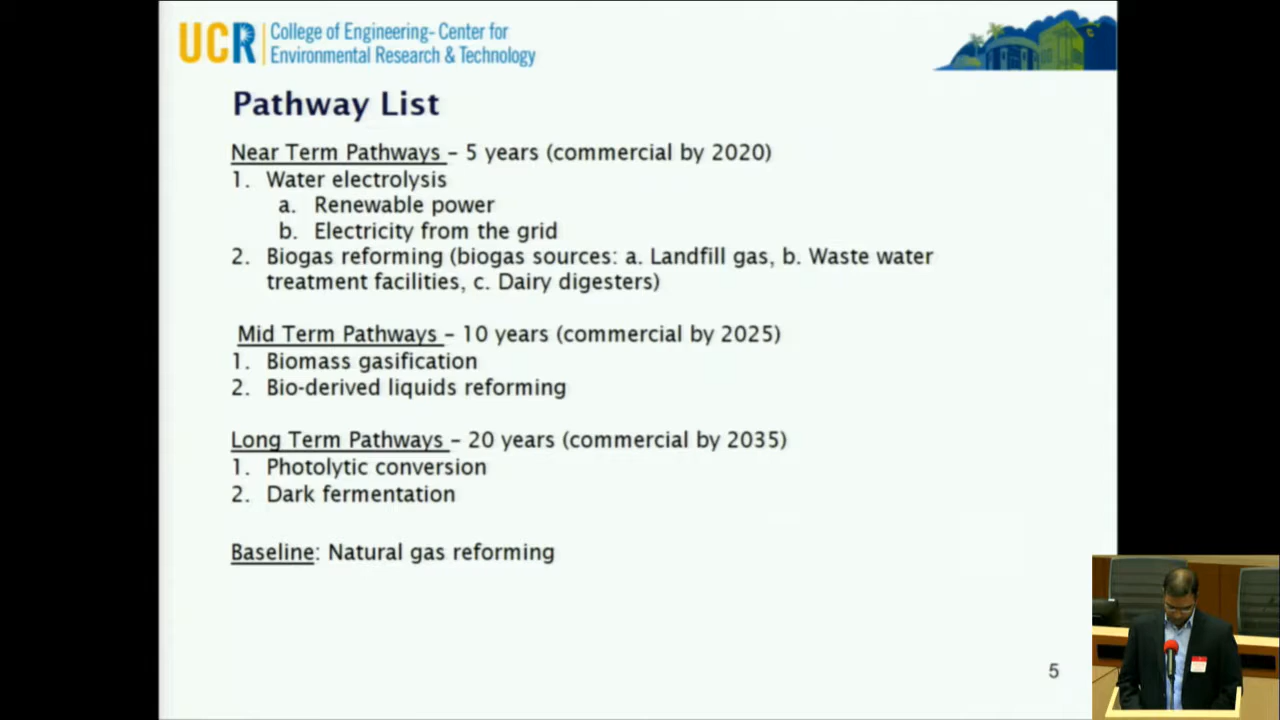 UCR College of Engineering- Center for
Environmental Research & Technology
Pathway List
Near Term Pathways – 5 years (commercial by 2020)
1. Water electrolysis
a. Renewable power
b. Electricity from the grid
2. Biogas reforming (biogas sources: a. Landfill gas, b. Waste water
treatment facilities, c. Dairy digesters)
Mid Term Pathways – 10 years (commercial by 2025)
1. Biomass gasification
2. Bio-derived liquids reforming
Long Term Pathways – 20 years (commercial by 2035)
1. Photolytic conversion
2. Dark fermentation
Baseline: Natural gas reforming
5